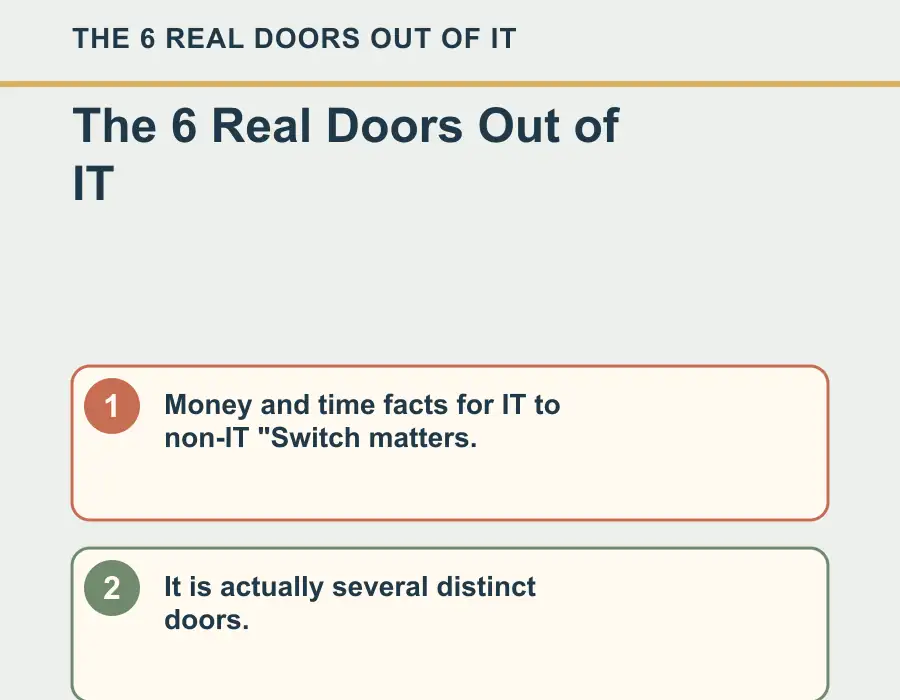 THE 6 REAL DOORS OUT OF IT
The 6 Real Doors Out of
IT
1
Money and time facts for IT to
non-IT "Switch matters.
2
It is actually several distinct
doors.